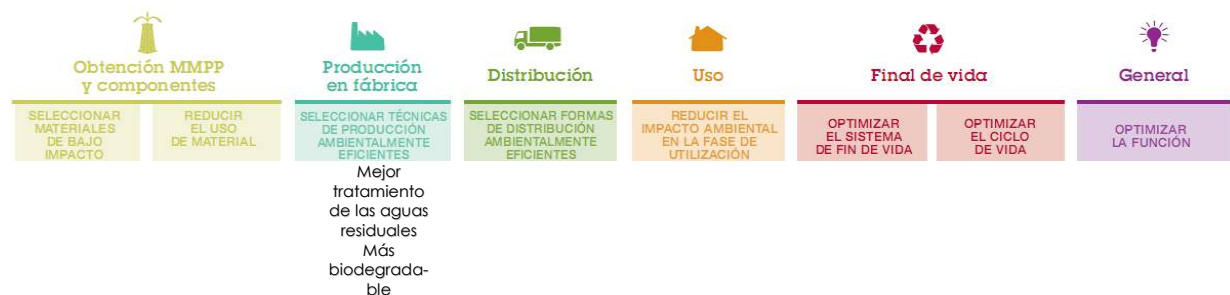 Obtención MMPP
y componentes
Producción
en fábrica
Distribución
Uso
Final de vida
General
SELECCIONAR
MATERIALES
DE BAJO
IMPACTO
REDUCIR
EL USO
DE MATERIAL
SELECCIONAR TÉCNICAS
DE PRODUCCIÓN
AMBIENTALMENTE
EFICIENTES
SELECCIONAR FORMAS
DE DISTRIBUCIÓN
AMBIENTALMENTE
EFICIENTES
REDUCIR EL
IMPACTO AMBIENTAL
EN LA FASE DE
UTILIZACIÓN
OPTIMIZAR
EL SISTEMA
DE FIN DE VIDA
OPTIMIZAR
EL CICLO
DE VIDA
OPTIMIZAR
LA FUNCIÓN
Mejor
tratamiento
de las aguas
residuales
Más
biodegrada-
ble